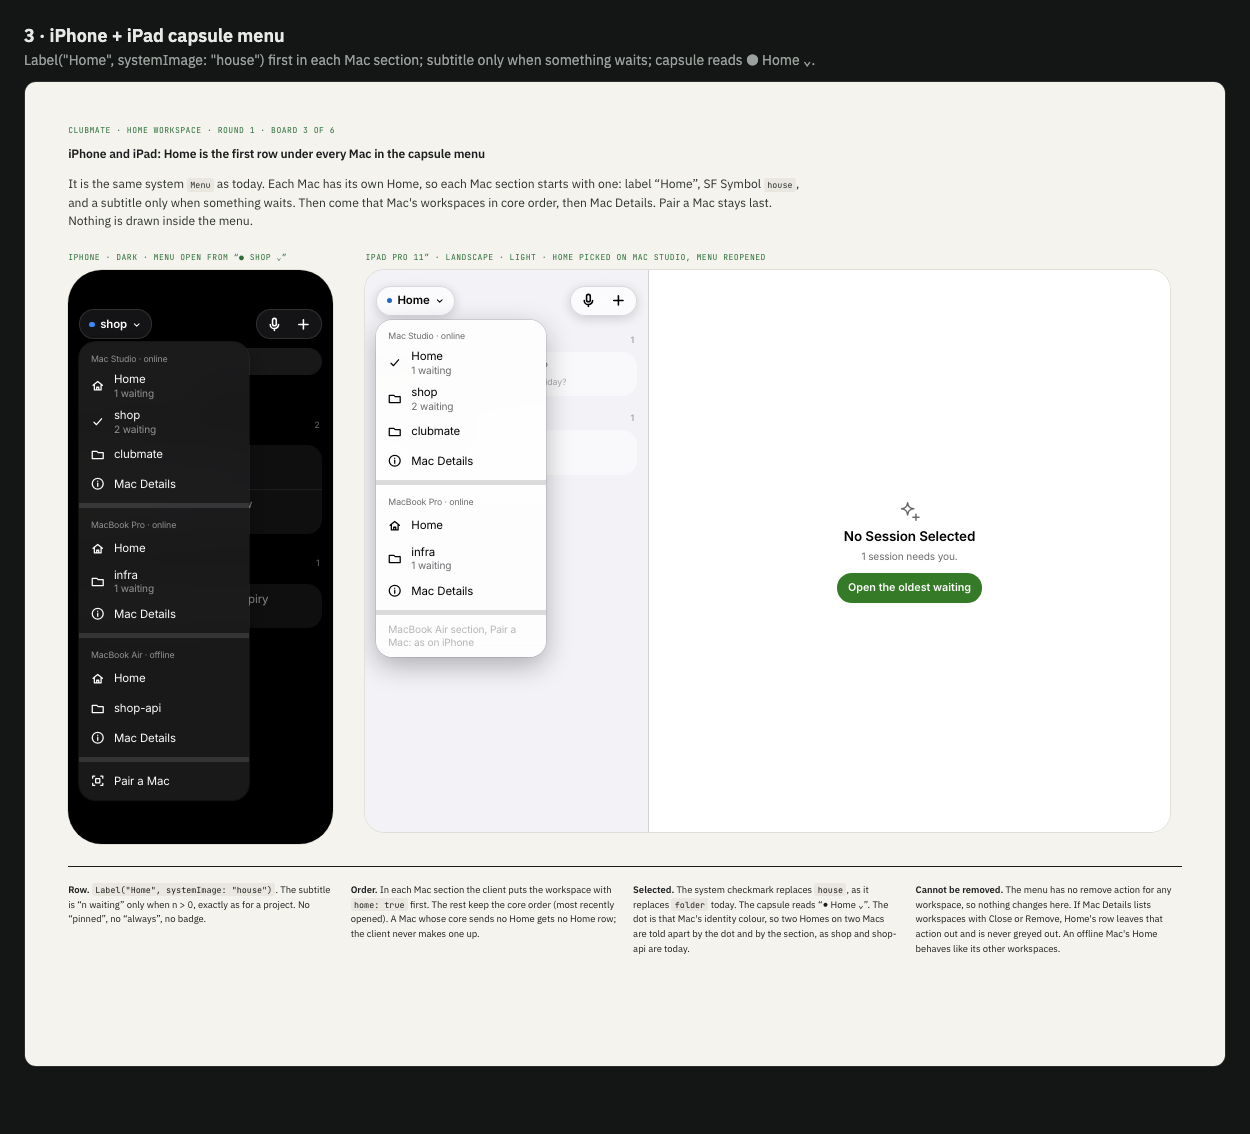 3 · iPhone + iPad capsule menu
Label("Home", systemImage: "house") first in each Mac section; subtitle only when something waits; capsule reads ● Home ⌄.
CLUBMATE · HOME WORKSPACE · ROUND 1 · BOARD 3 OF 6
iPhone and iPad: Home is the first row under every Mac in the capsule menu
It is the same system Menu as today. Each Mac has its own Home, so each Mac section starts with one: label “Home”, SF Symbol house,
and a subtitle only when something waits. Then come that Mac's workspaces in core order, then Mac Details. Pair a Mac stays last.
Nothing is drawn inside the menu.
IPHONE · DARK · MENU OPEN FROM “● SHOP ⌄”
shop
Mac Studio · online
Home
1 waiting
shop
2 waiting
2
clubmate
Mac Details
y
MacBook Pro · online
Home
1
infra
1 waiting
piry
Mac Details
MacBook Air · offline
Home
shop-api
Mac Details
Pair a Mac
IPAD PRO 11” · LANDSCAPE · LIGHT · HOME PICKED ON MAC STUDIO, MENU REOPENED
Home
Mac Studio · online
1
Home
1 waiting
iday?
shop
2 waiting
1
clubmate
Mac Details
MacBook Pro · online
Home
infra
1 waiting
Mac Details
MacBook Air section, Pair a
Mac: as on iPhone
No Session Selected
1 session needs you.
Open the oldest waiting
Row. Label("Home", systemImage: "house"). The subtitle
is “n waiting” only when n > 0, exactly as for a project. No
“pinned”, no “always”, no badge.
Order. In each Mac section the client puts the workspace with
home: true first. The rest keep the core order (most recently
opened). A Mac whose core sends no Home gets no Home row;
the client never makes one up.
Selected. The system checkmark replaces house, as it
replaces folder today. The capsule reads “● Home ⌄”. The
dot is that Mac's identity colour, so two Homes on two Macs
are told apart by the dot and by the section, as shop and shop-
api are today.
Cannot be removed. The menu has no remove action for any
workspace, so nothing changes here. If Mac Details lists
workspaces with Close or Remove, Home's row leaves that
action out and is never greyed out. An offline Mac's Home
behaves like its other workspaces.